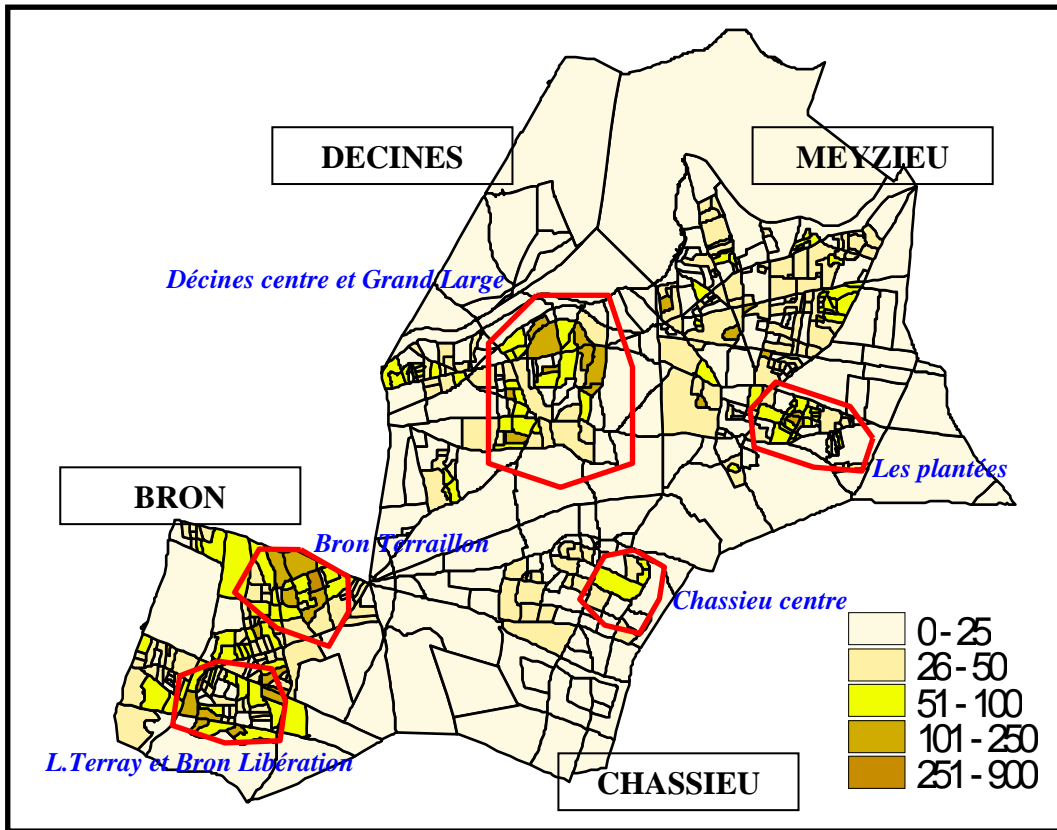 DECINES
MEYZIEU
Décines centre et Grand Large
Les plantées
BRON
Bron Terraillon
Chassieu centre
0 - 25
26 - 50
51 - 100
101 - 250
251 - 900
L.Terray et Bron Libération
CHASSIEU